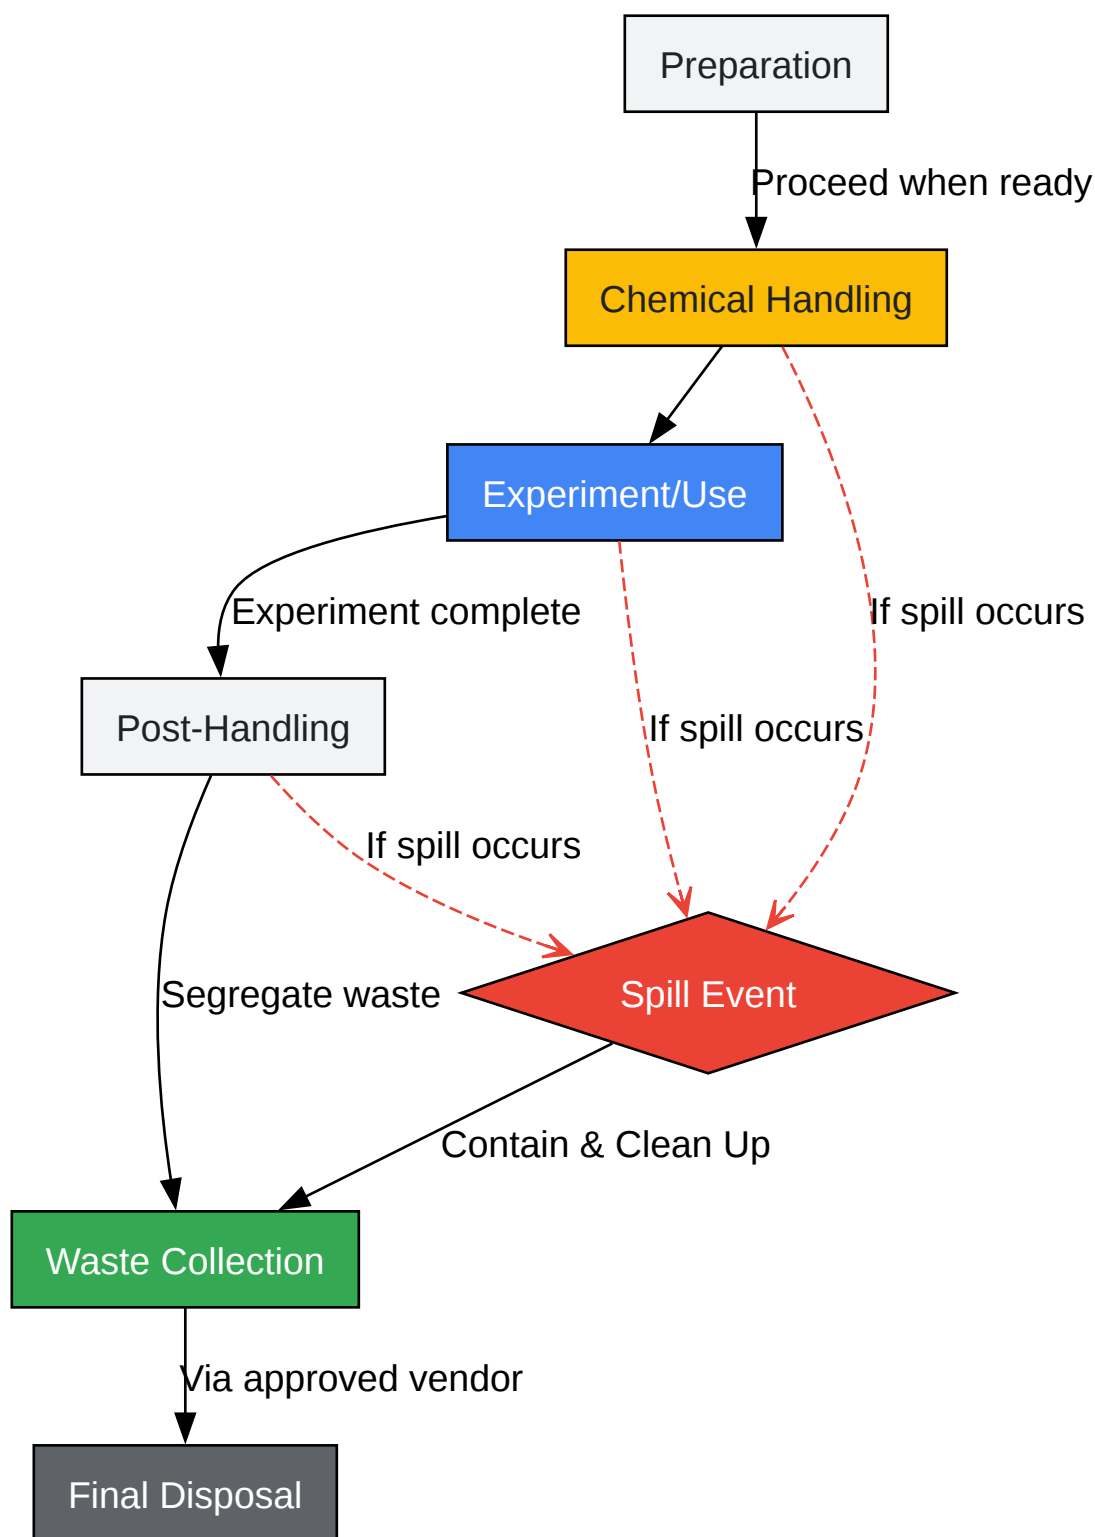 Preparation
Proceed when ready
Chemical Handling
Experiment/Use
Experiment complete
If spill occurs
Post-Handling
If spill occurs
If spill occurs
Segregate waste
Spill Event
Contain & Clean Up
Waste Collection
Via approved vendor
Final Disposal